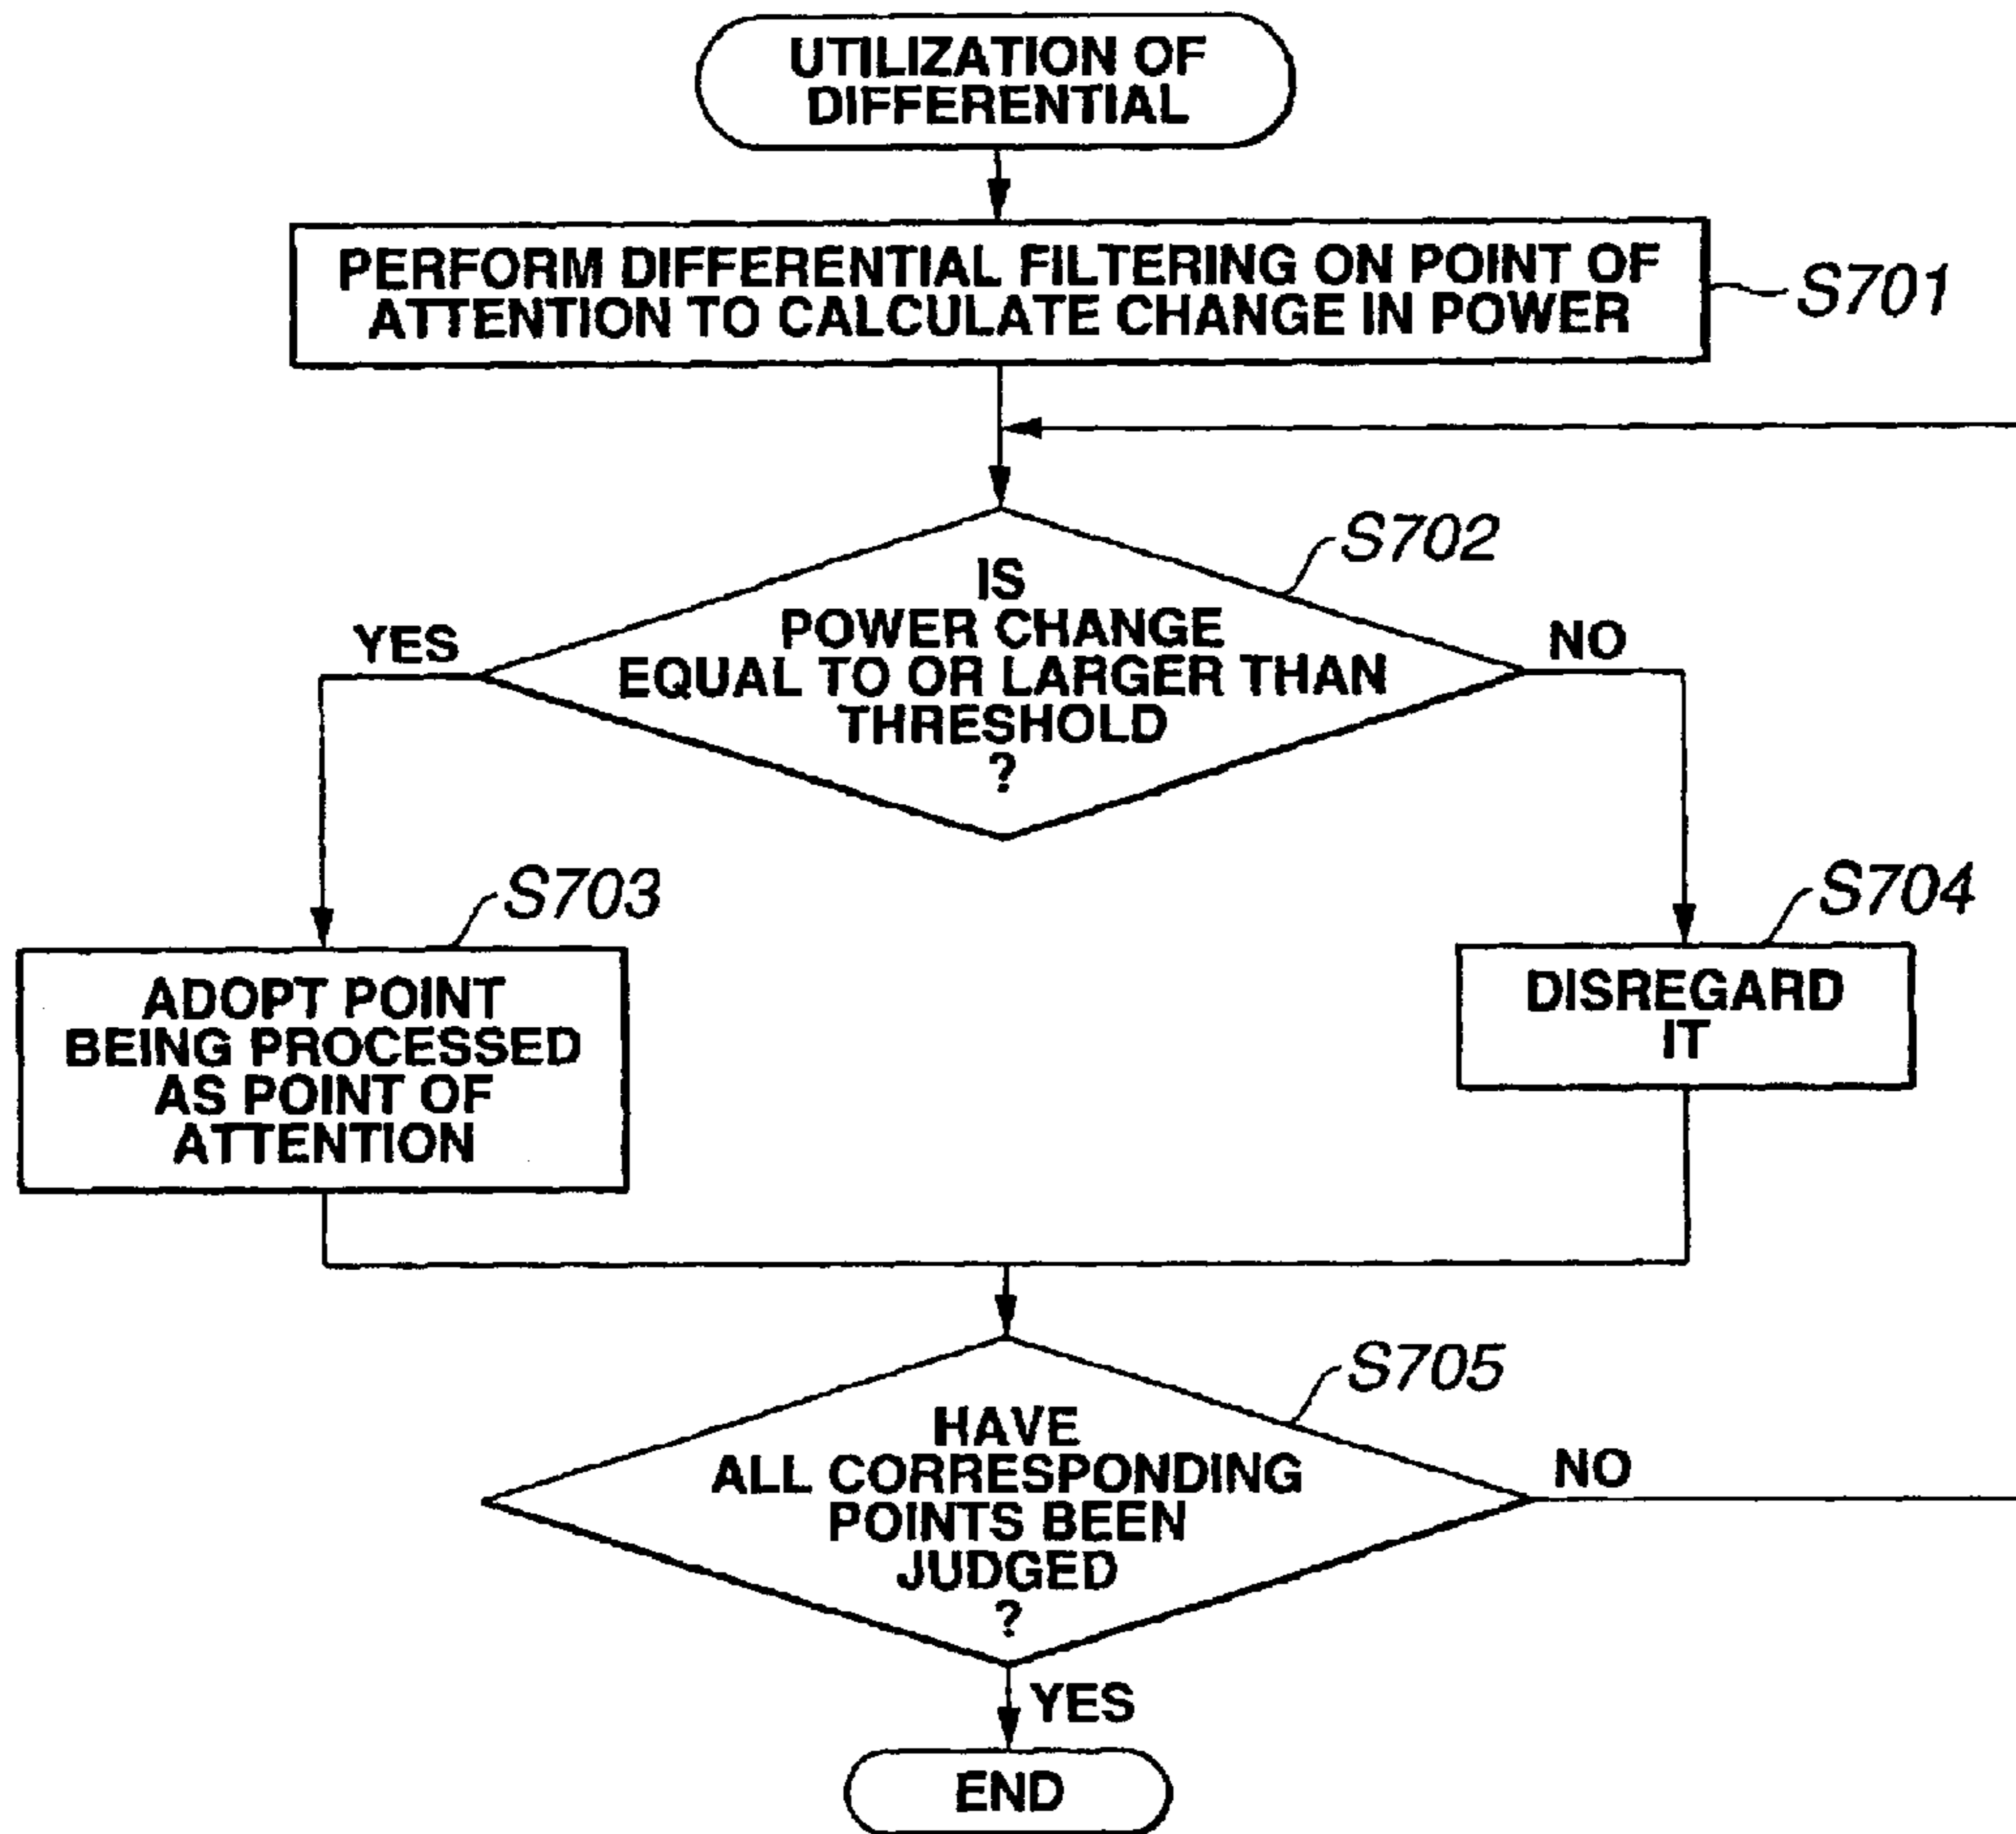 UTILIZATION OF
DIFFERENTIAL
PERFORM DIFFERENTIAL FILTERING ON POINT OF
ATTENTION TO CALCULATE CHANGE IN POWER
S701
S702
IS
POWER CHANGE
EQUAL TO OR LARGER THAN
THRESHOLD
?
YES
NO
S703
ADOPT POINT
BEING PROCESSED
AS POINT OF
ATTENTION
S704
DISREGARD
IT
S705
HAVE
ALL CORRESPONDING
POINTS BEEN
JUDGED
?
NO
YES
END